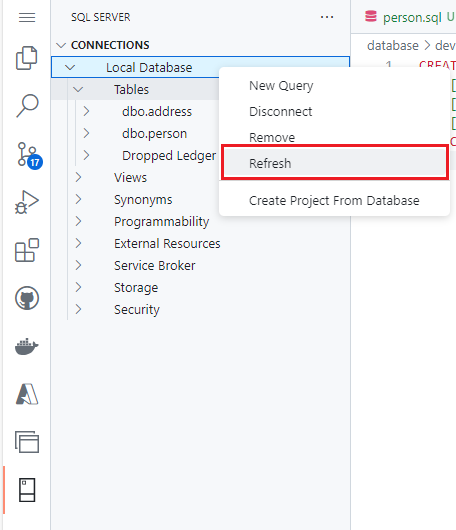 SQL SERVER
person.sql U
CONNECTIONS
database > dev
Local Database
1 CREA
Tables
dbo.address
dbo.person
Dropped Ledger
Views
Synonyms
Programmability
External Resources
Service Broker
Storage
Security
New Query
Disconnect
Remove
Refresh
Create Project From Database
17